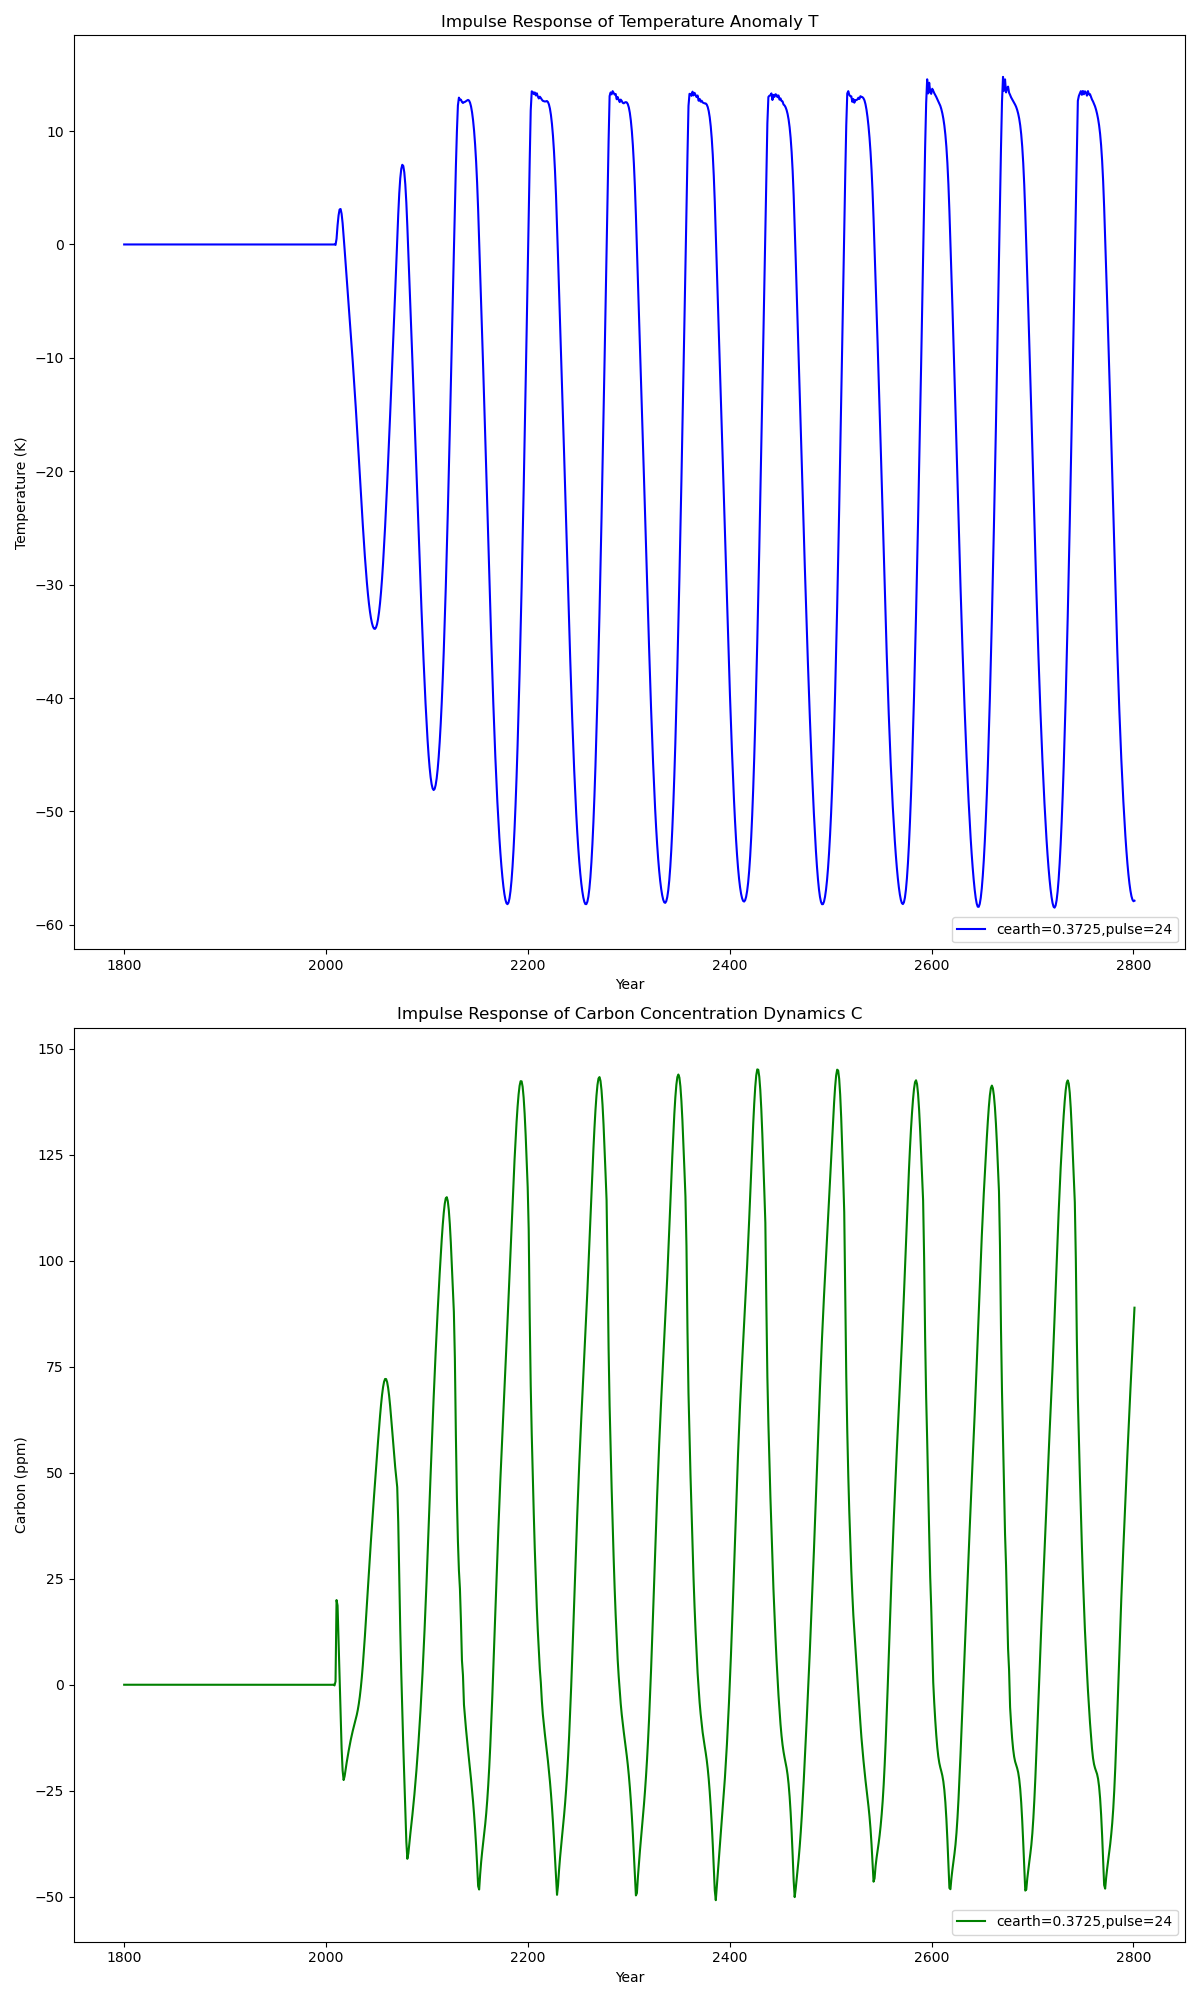 Impulse Response of Temperature Anomaly T
10
0
−10
−20
−30
−40
−50
−60
Temperature (K)
cearth=0.3725,pulse=24
1800 2000 2200 2400 2600 2800
Year
Impulse Response of Carbon Concentration Dynamics C
150
125
100
75
50
25
0
−25
−50
Carbon (ppm)
cearth=0.3725,pulse=24
1800 2000 2200 2400 2600 2800
Year